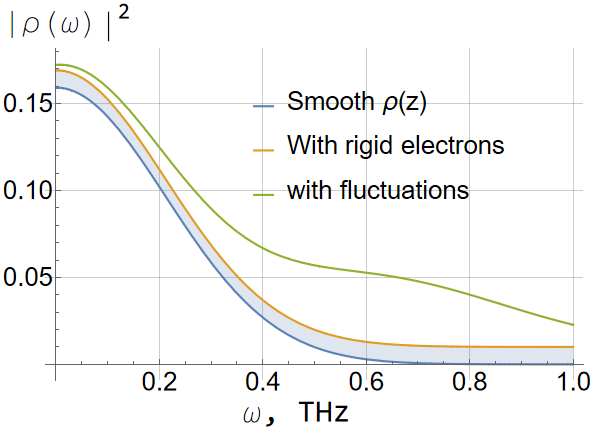 |ρ(ω)|²
0.15
0.10
0.05
Smooth ρ(z)
With rigid electrons
with fluctuations
0.2 0.4 0.6 0.8 1.0
ω, THz